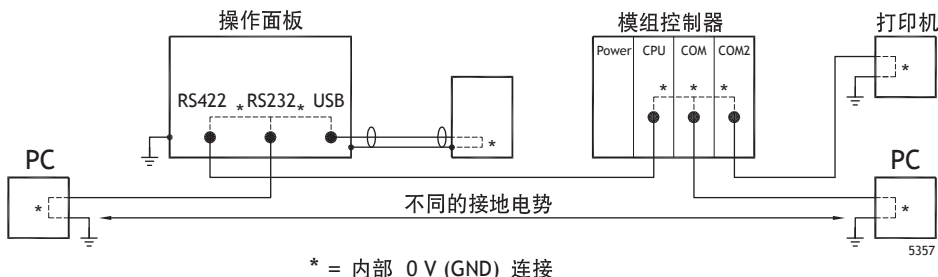 操作面板
模组控制器
打印机
Power CPU COM COM2
* * *
*
RS422 * RS232 * USB
*
PC
PC
*
*
不同的接地电势
5357
* = 内部 0 V (GND) 连接